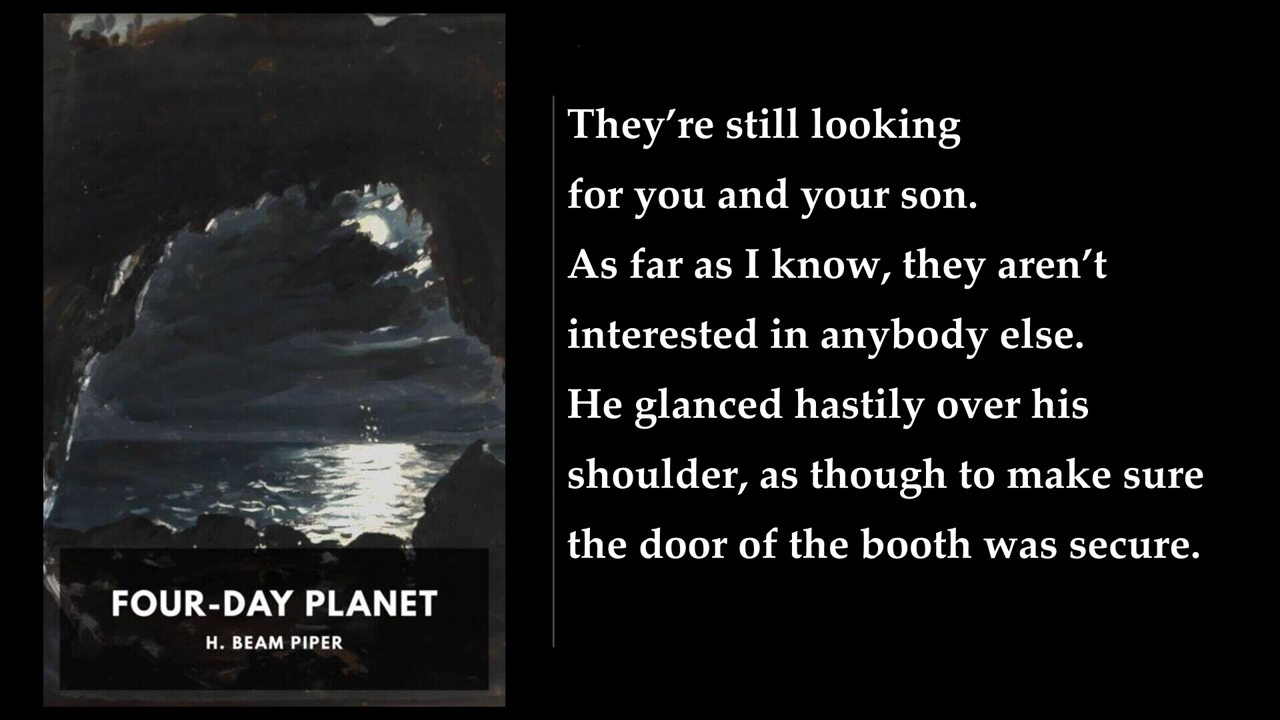 FOUR-DAY PLANET
H. BEAM PIPER
They’re still looking
for you and your son.
As far as I know, they aren’t
interested in anybody else.
He glanced hastily over his
shoulder, as though to make sure
the door of the booth was secure.